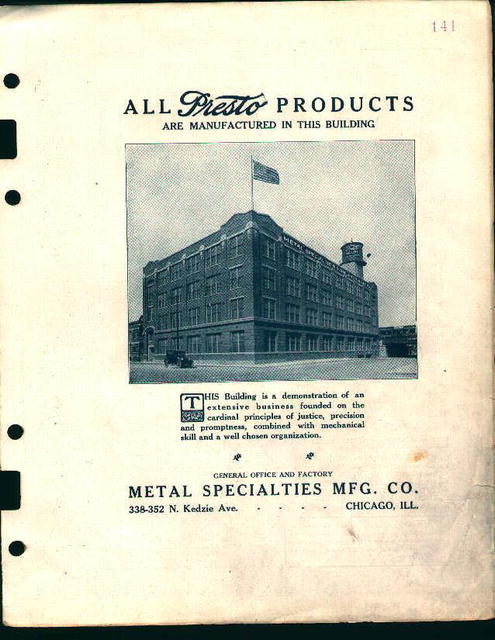 141
ALL Presto PRODUCTS
ARE MANUFACTURED IN THIS BUILDING
METAL SPECIALTIES
THIS Building is a demonstration of an
extensive business founded on the
cardinal principles of justice, precision
and promptness, combined with mechanical
skill and a well chosen organization.
GENERAL OFFICE AND FACTORY
METAL SPECIALTIES MFG. CO.
338-352 N. Kedzie Ave. - - - - CHICAGO, ILL.